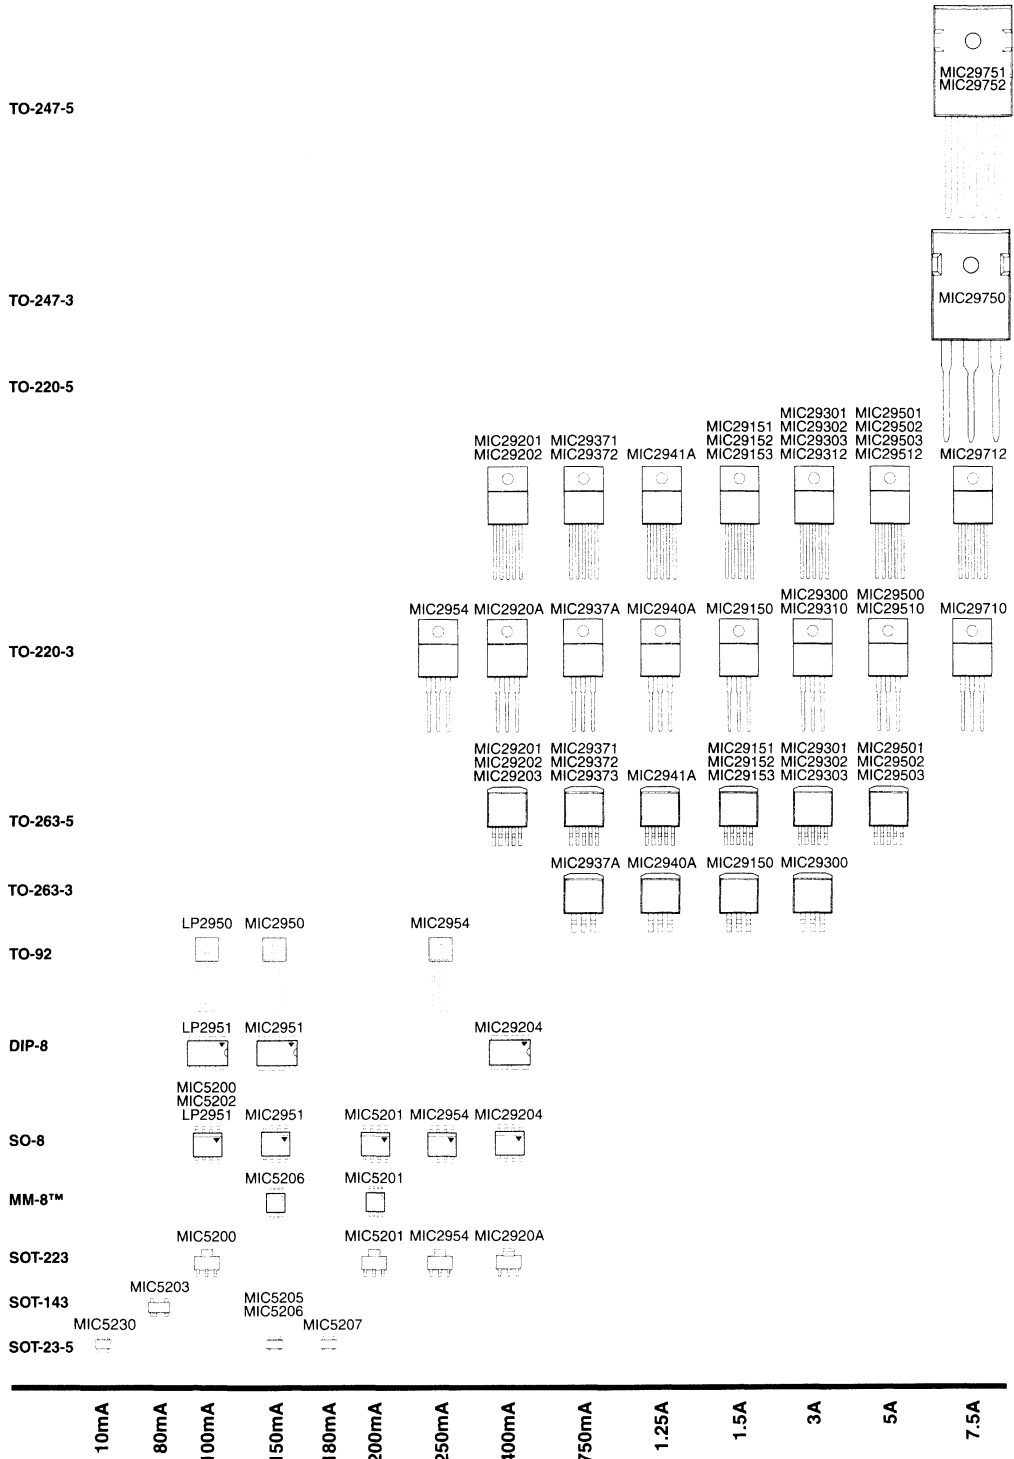 MIC29751
MIC29752
TO-247-5
TO-247-3
MIC29750
TO-220-5
MIC29301 MIC29501
MIC29151 MIC29302 MIC29502
MIC29201 MIC29371 MIC29152 MIC29303 MIC29503
MIC29202 MIC29372 MIC2941A MIC29153 MIC29312 MIC29512 MIC29712
MIC29300 MIC29500
MIC2954 MIC2920A MIC2937A MIC2940A MIC29150 MIC29310 MIC29510 MIC29710
TO-220-3
MIC29201 MIC29371 MIC29151 MIC29301 MIC29501
MIC29202 MIC29372 MIC29152 MIC29302 MIC29502
MIC29203 MIC29373 MIC2941A MIC29153 MIC29303 MIC29503
TO-263-5
MIC2937A MIC2940A MIC29150 MIC29300
TO-263-3
LP2950 MIC2950 MIC2954
TO-92
LP2951 MIC2951 MIC29204
DIP-8
MIC5200
MIC5202
LP2951 MIC2951 MIC5201 MIC2954 MIC29204
SO-8
MIC5206 MIC5201
MM-8™
MIC5200 MIC5201 MIC2954 MIC2920A
SOT-223
MIC5203
SOT-143
MIC5205
MIC5206
MIC5230 MIC5207
SOT-23-5
10mA 80mA 100mA 150mA 180mA 200mA 250mA 400mA 750mA 1.25A 1.5A 3A 5A 7.5A